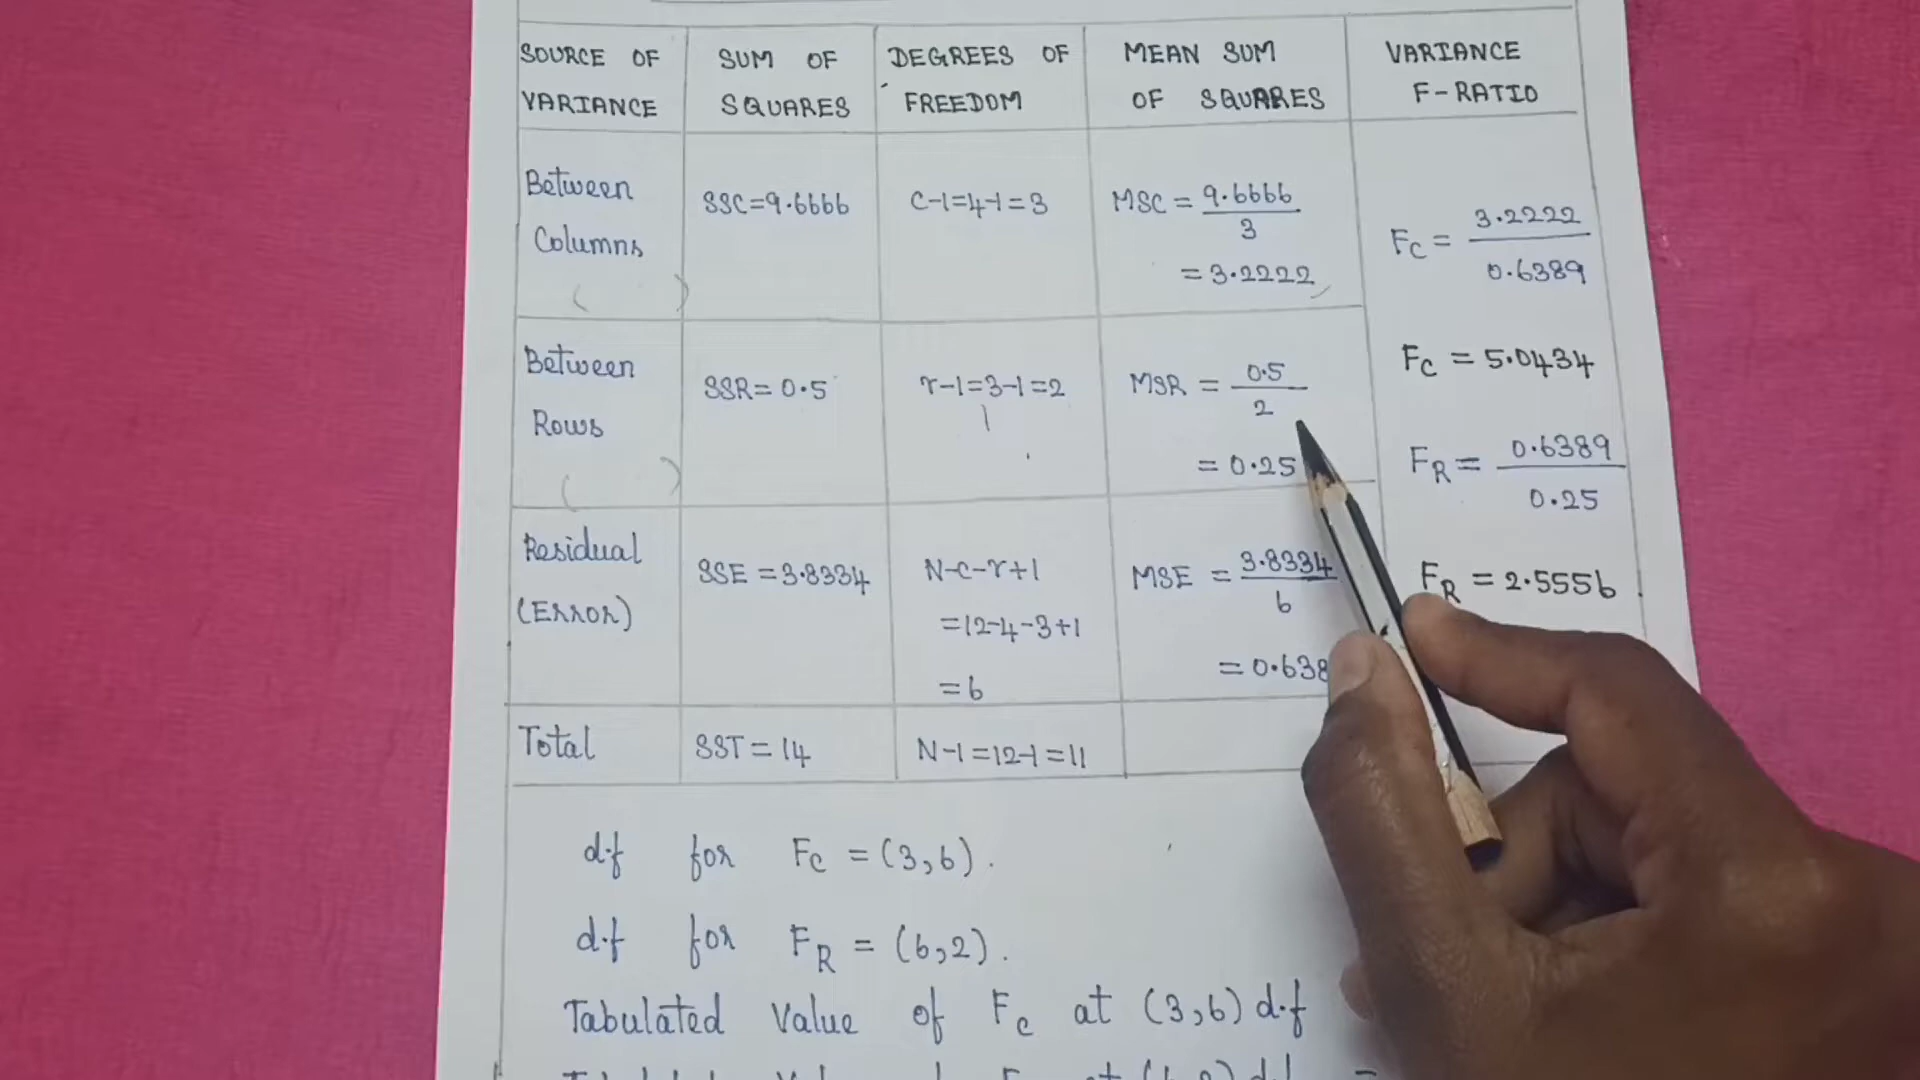 SOURCE OF VARIANCE
SUM OF SQUARES
DEGREES OF FREEDOM
MEAN SUM OF SQUARES
VARIANCE F-RATIO
Between Columns
SSC=9.6666
C-1=4-1=3
MSC = 9.6666/3
= 3.2222
Fc = 3.2222/0.6389
Fc = 5.0434
Between Rows
SSR= 0.5
r-1=3-1=2
MSR = 0.5/2
= 0.25
FR = 0.6389/0.25
FR = 2.5556
Residual (Error)
SSE =3.8334
N-c-r+1
=12-4-3+1
=6
MSE = 3.8334/6
= 0.638
Total
SST = 14
N-1=12-1=11
d.f for Fc = (3,6).
d.f for FR = (6,2).
Tabulated Value of Fc at (3,6) d.f